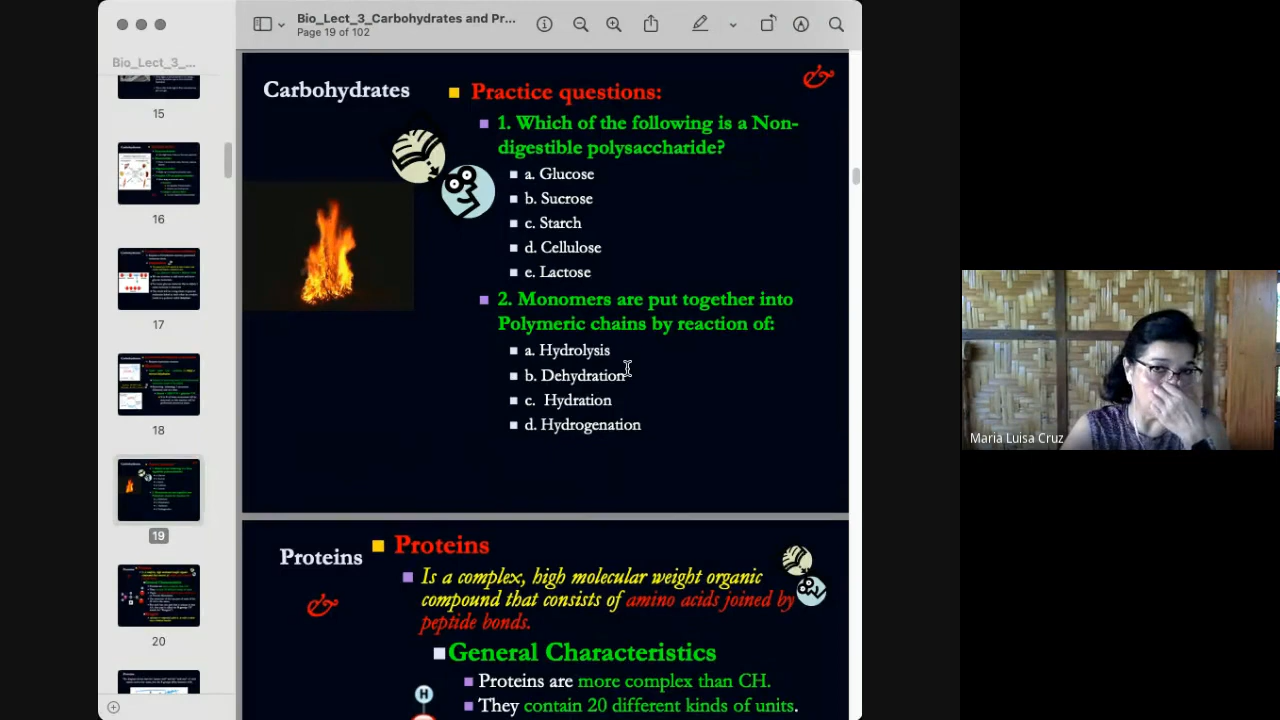 Bio_Lect_3_Carbohydrates and Pr...
Page 19 of 102
Bio_Lect_3_...
15
16
17
18
19
20
Carbohydrates
Practice questions:
1. Which of the following is a Non-
digestible polysaccharide?
a. Glucose
b. Sucrose
c. Starch
d. Cellulose
e. Lactose
2. Monomers are put together into
Polymeric chains by reaction of:
a. Hydrolysis
b. Dehydration
c. Hydration
d. Hydrogenation
Proteins
Proteins
Is a complex, high molecular weight organic
compound that consists of amino acids joined by
peptide bonds.
General Characteristics
Proteins are more complex than CH.
They contain 20 different kinds of units.
H
Maria Luisa Cruz